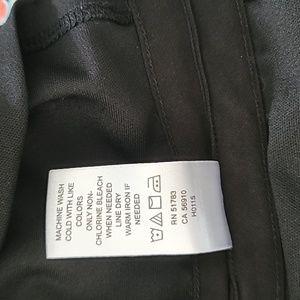 MACHINE WASH
COLD WITH LIKE
COLORS
ONLY NON-
CHLORINE BLEACH
WHEN NEEDED
LINE DRY
WARM IRON IF
NEEDED
RN 51783
CA 56910
H0115